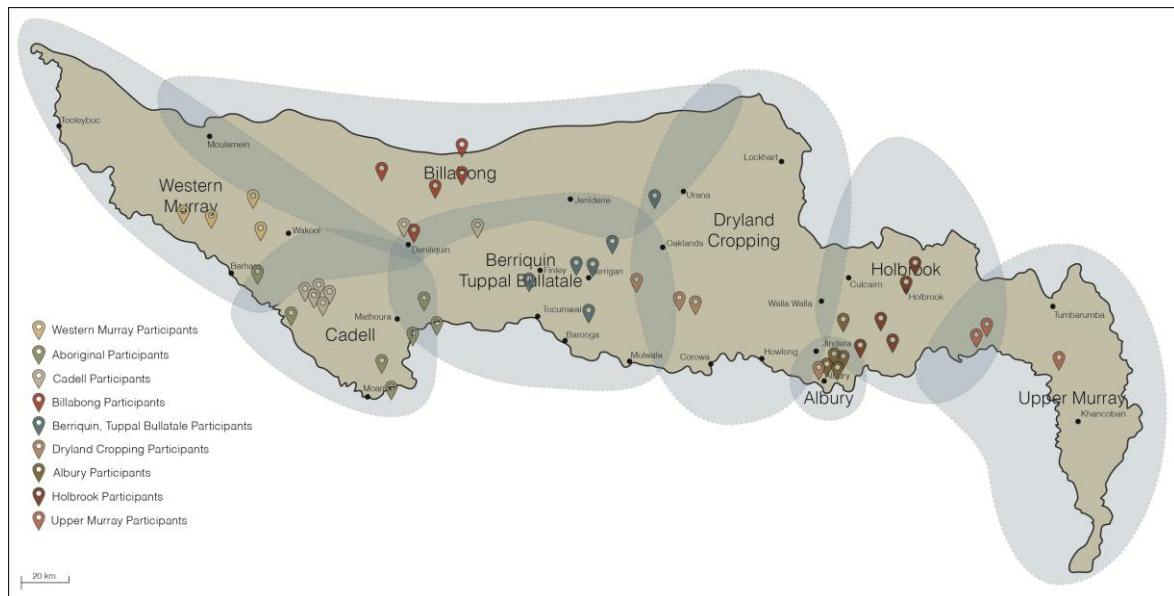 Tooleybuc
Moulamein
Lockhart
Billabong
Western
Murray
Urana
Jerilderie
Dryland
Cropping
Wakool
Deniliquin
Oaklands
Berriquin
Tuppal Bullatale
Barham
Finley
Berrigan
Holbrook
Culcairn
Holbrook
Walla Walla
Tumbarumba
Mathoura
Tocumwal
Cadell
Barooga
Jindera
Mulwala
Corowa
Howlong
Albury
Moama
Albury
Upper Murray
Khancoban
Western Murray Participants
Aboriginal Participants
Cadell Participants
Billabong Participants
Berriquin, Tuppal Bullatale Participants
Dryland Cropping Participants
Albury Participants
Holbrook Participants
Upper Murray Participants
20 km